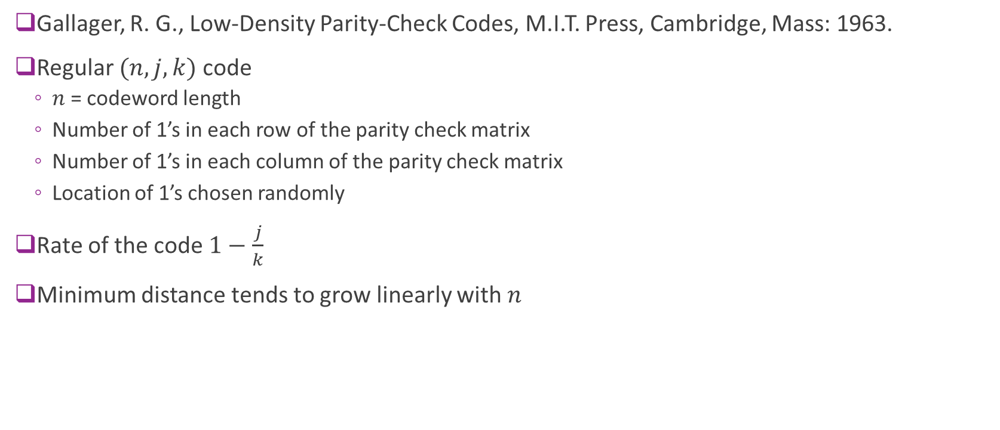 ❑Gallager, R. G., Low-Density Parity-Check Codes, M.I.T. Press, Cambridge, Mass: 1963.
❑Regular (n, j, k) code
◦ n = codeword length
◦ Number of 1’s in each row of the parity check matrix
◦ Number of 1’s in each column of the parity check matrix
◦ Location of 1’s chosen randomly
❑Rate of the code 1 − j/k
❑Minimum distance tends to grow linearly with n